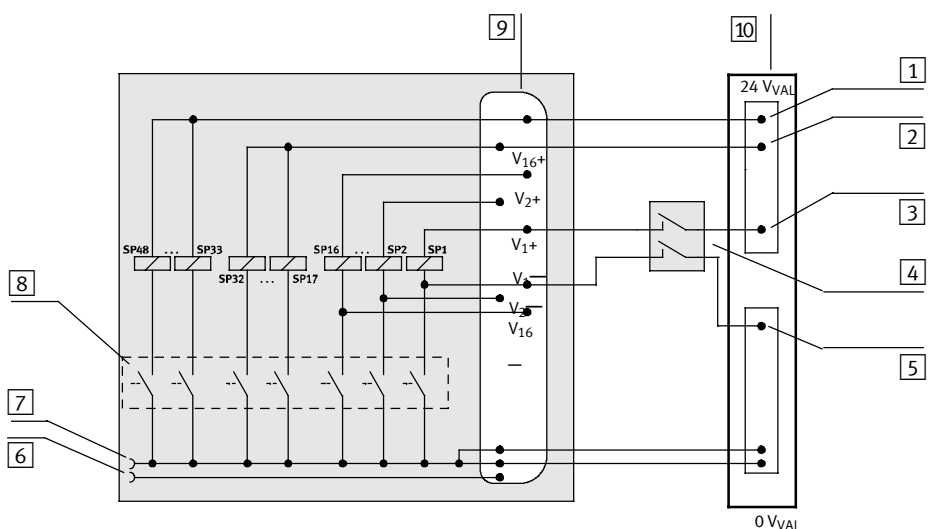 9
10
24 VVAL
1
2
V16+
V2+
3
V1+
SP48 ... SP33
SP16 ... SP2 SP1
SP32 ... SP17
V1–
4
8
V2–
V16
–
5
7
6
0 VVAL